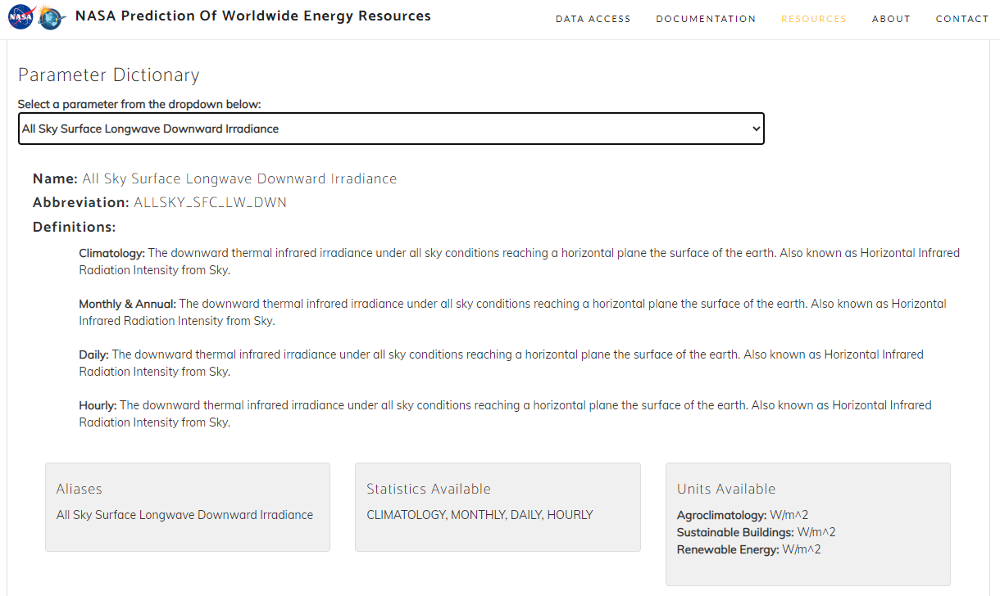 NASA
NASA Prediction Of Worldwide Energy Resources
DATA ACCESS
DOCUMENTATION
RESOURCES
ABOUT
CONTACT
Parameter Dictionary
Select a parameter from the dropdown below:
All Sky Surface Longwave Downward Irradiance
Name: All Sky Surface Longwave Downward Irradiance
Abbreviation: ALLSKY_SFC_LW_DWN
Definitions:
Climatology: The downward thermal infrared irradiance under all sky conditions reaching a horizontal plane the surface of the earth. Also known as Horizontal Infrared
Radiation Intensity from Sky.
Monthly & Annual: The downward thermal infrared irradiance under all sky conditions reaching a horizontal plane the surface of the earth. Also known as Horizontal
Infrared Radiation Intensity from Sky.
Daily: The downward thermal infrared irradiance under all sky conditions reaching a horizontal plane the surface of the earth. Also known as Horizontal Infrared
Radiation Intensity from Sky.
Hourly: The downward thermal infrared irradiance under all sky conditions reaching a horizontal plane the surface of the earth. Also known as Horizontal Infrared
Radiation Intensity from Sky.
Aliases
All Sky Surface Longwave Downward Irradiance
Statistics Available
CLIMATOLOGY, MONTHLY, DAILY, HOURLY
Units Available
Agroclimatology: W/m^2
Sustainable Buildings: W/m^2
Renewable Energy: W/m^2